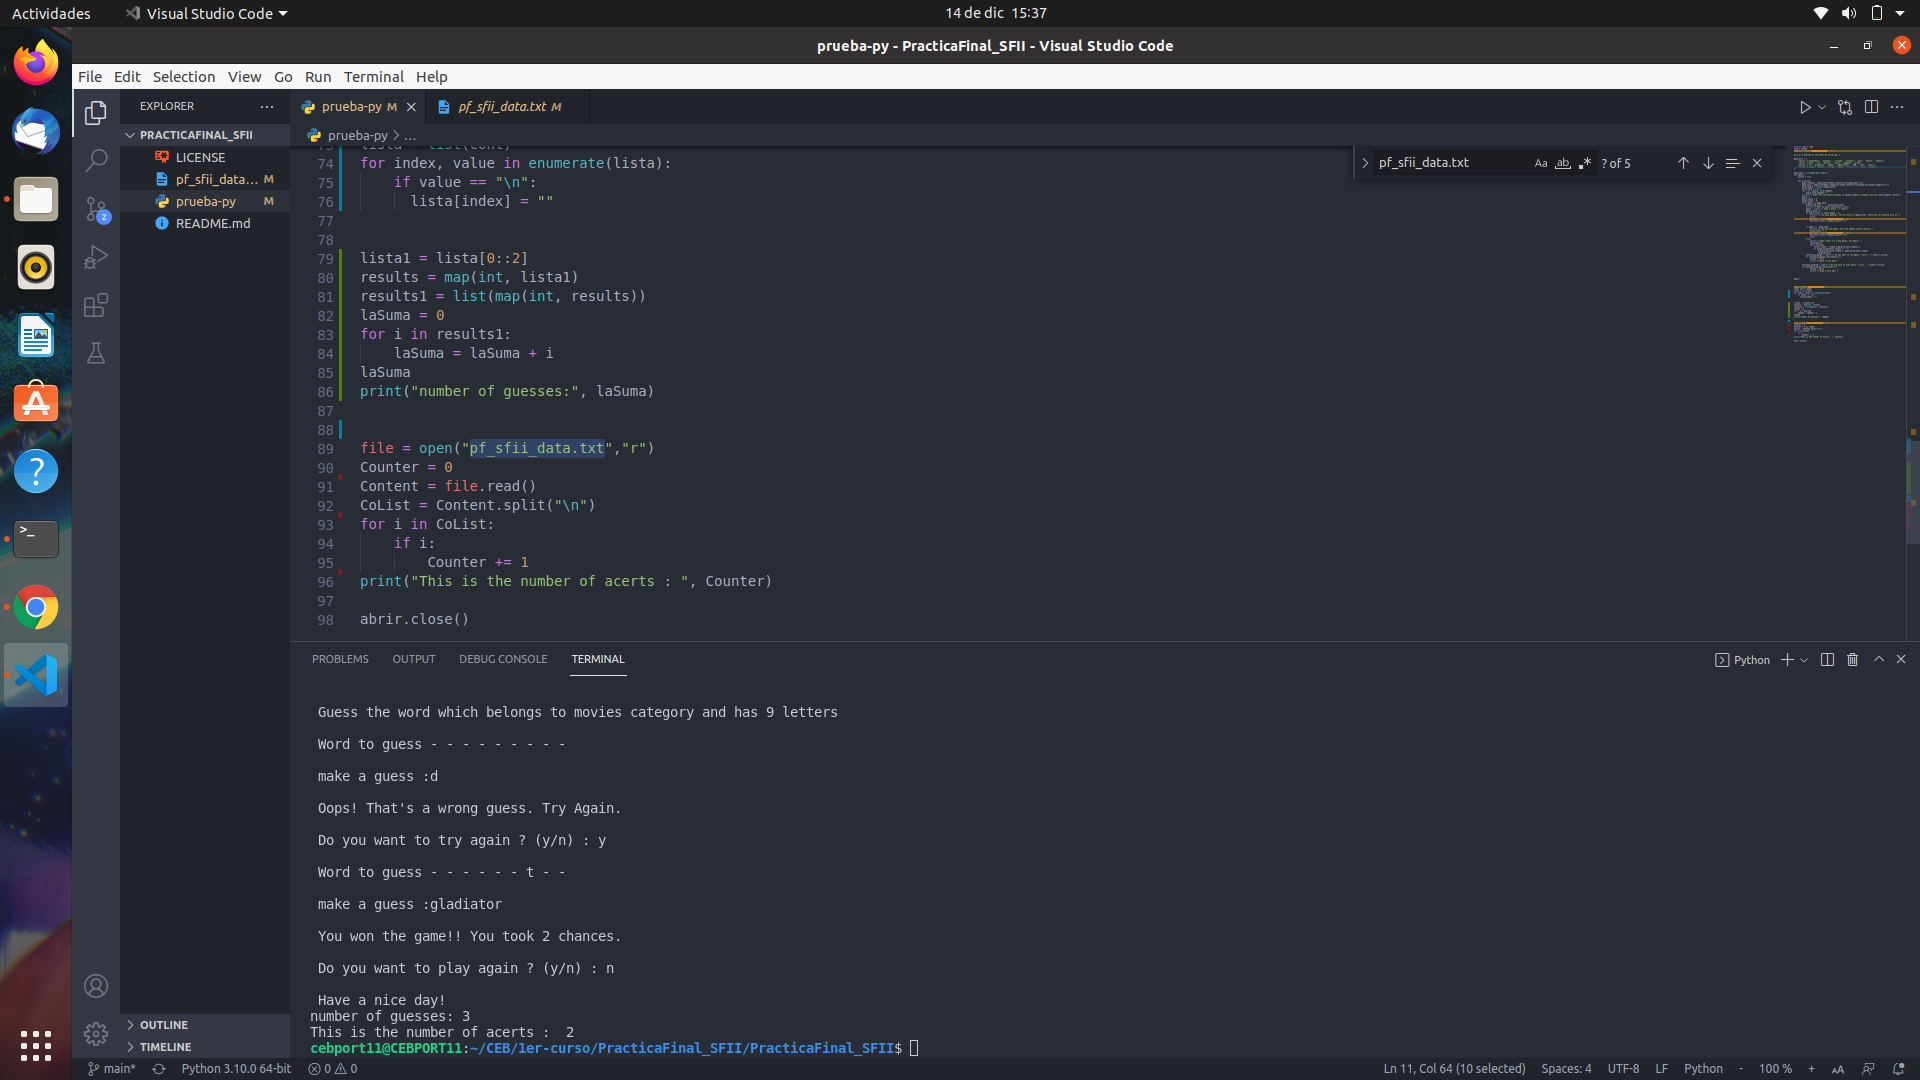 Actividades
Visual Studio Code
14 de dic 15:37
prueba-py - PracticaFinal_SFII - Visual Studio Code
File Edit Selection View Go Run Terminal Help
EXPLORER
PRACTICAFINAL_SFII
LICENSE
pf_sfii_data... M
prueba-py M
README.md
OUTLINE
TIMELINE
prueba-py M
pf_sfii_data.txt M
prueba-py > ...
pf_sfii_data.txt
Aa ab
? of 5
74 for index, value in enumerate(lista):
75 if value == "\n":
76 lista[index] = ""
77
78
79 lista1 = lista[0::2]
80 results = map(int, lista1)
81 results1 = list(map(int, results))
82 laSuma = 0
83 for i in results1:
84 laSuma = laSuma + i
85 laSuma
86 print("number of guesses:", laSuma)
87
88
89 file = open("pf_sfii_data.txt","r")
90 Counter = 0
91 Content = file.read()
92 CoList = Content.split("\n")
93 for i in CoList:
94 if i:
95 Counter += 1
96 print("This is the number of acerts : ", Counter)
97
98 abrir.close()
PROBLEMS OUTPUT DEBUG CONSOLE TERMINAL
Python
Guess the word which belongs to movies category and has 9 letters
Word to guess - - - - - - - - -
make a guess :d
Oops! That's a wrong guess. Try Again.
Do you want to try again ? (y/n) : y
Word to guess - - - - - - t - -
make a guess :gladiator
You won the game!! You took 2 chances.
Do you want to play again ? (y/n) : n
Have a nice day!
number of guesses: 3
This is the number of acerts :  2
cebport11@CEBPORT11:~/CEB/1er-curso/PracticaFinal_SFII/PracticaFinal_SFII$
main* Python 3.10.0 64-bit 0 0
Ln 11, Col 64 (10 selected) Spaces: 4 UTF-8 LF Python - 100 % + AA
2